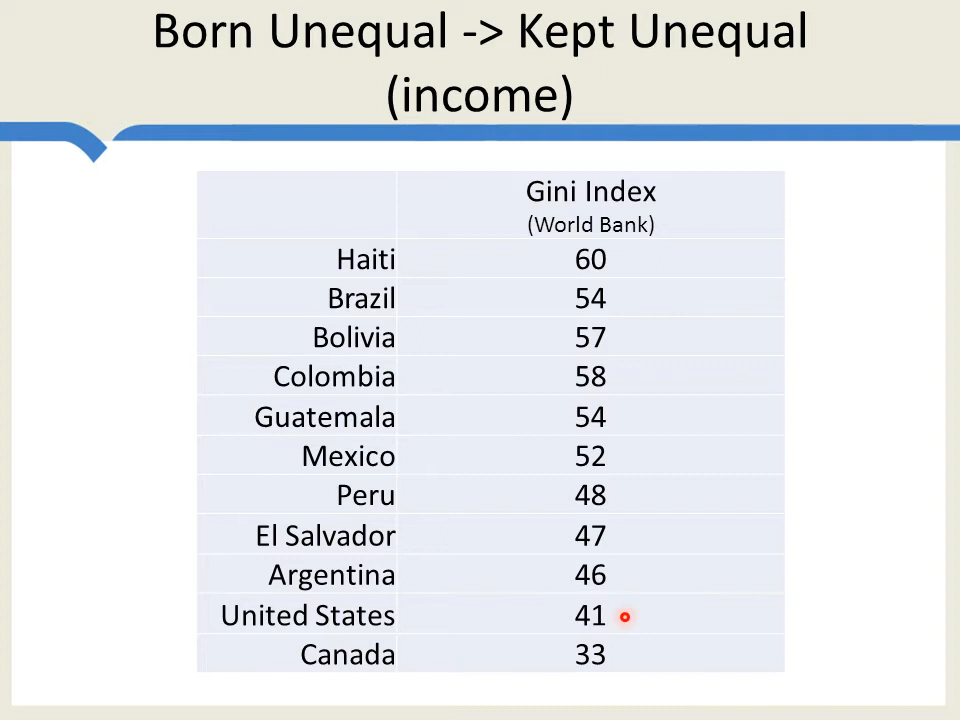 Born Unequal -> Kept Unequal
(income)
Gini Index
(World Bank)
Haiti 60
Brazil 54
Bolivia 57
Colombia 58
Guatemala 54
Mexico 52
Peru 48
El Salvador 47
Argentina 46
United States 41
Canada 33